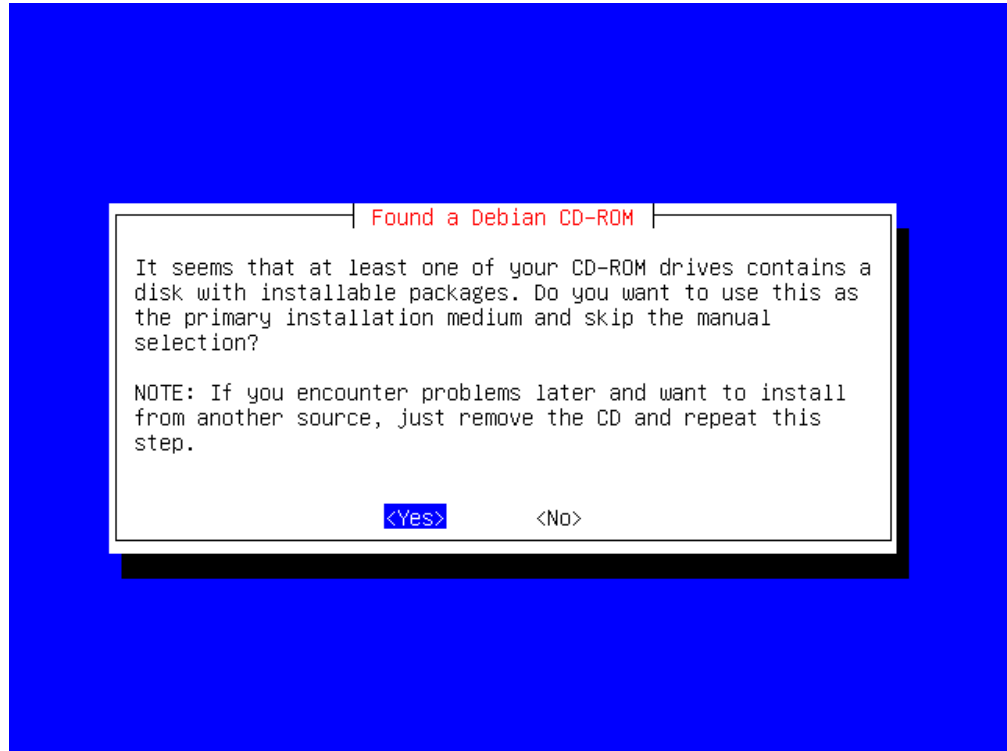 Found a Debian CD-ROM
It seems that at least one of your CD-ROM drives contains a
disk with installable packages. Do you want to use this as
the primary installation medium and skip the manual
selection?
NOTE: If you encounter problems later and want to install
from another source, just remove the CD and repeat this
step.
<Yes> <No>